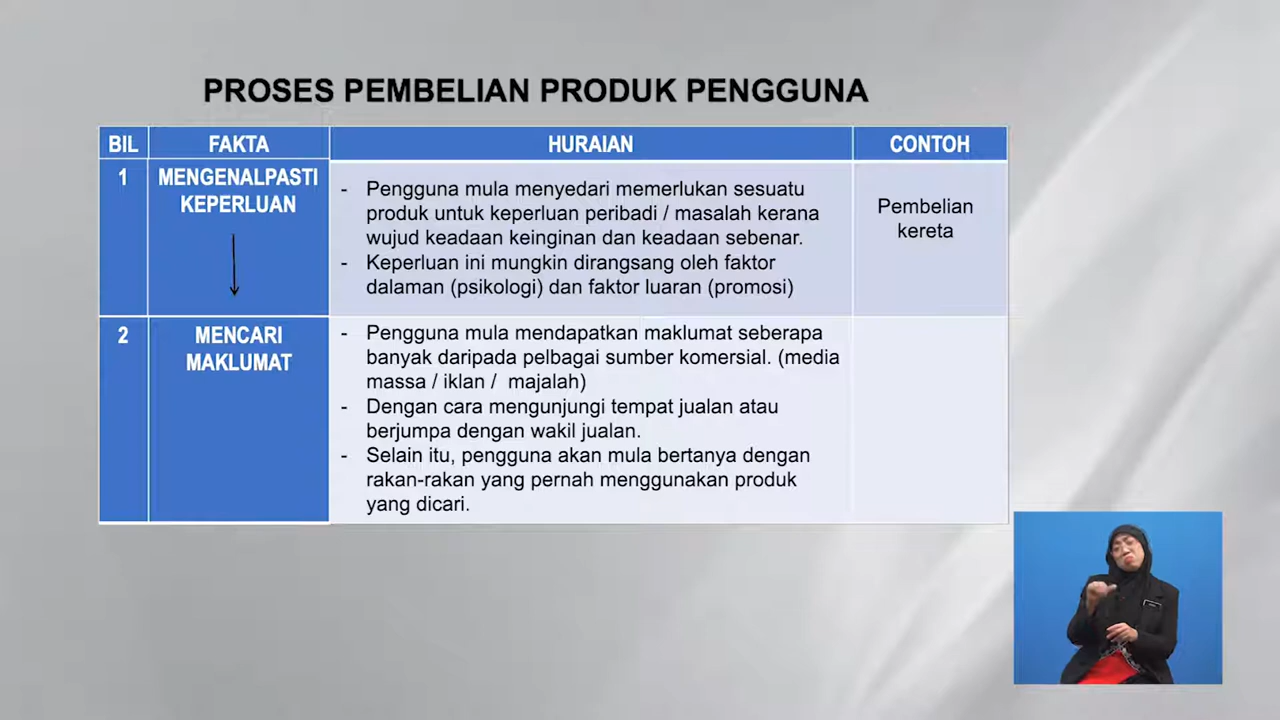 PROSES PEMBELIAN PRODUK PENGGUNA
BIL FAKTA HURAIAN CONTOH
1 MENGENALPASTI
KEPERLUAN
- Pengguna mula menyedari memerlukan sesuatu
produk untuk keperluan peribadi / masalah kerana
wujud keadaan keinginan dan keadaan sebenar.
- Keperluan ini mungkin dirangsang oleh faktor
dalaman (psikologi) dan faktor luaran (promosi)
Pembelian
kereta
2 MENCARI
MAKLUMAT
- Pengguna mula mendapatkan maklumat seberapa
banyak daripada pelbagai sumber komersial. (media
massa / iklan / majalah)
- Dengan cara mengunjungi tempat jualan atau
berjumpa dengan wakil jualan.
- Selain itu, pengguna akan mula bertanya dengan
rakan-rakan yang pernah menggunakan produk
yang dicari.